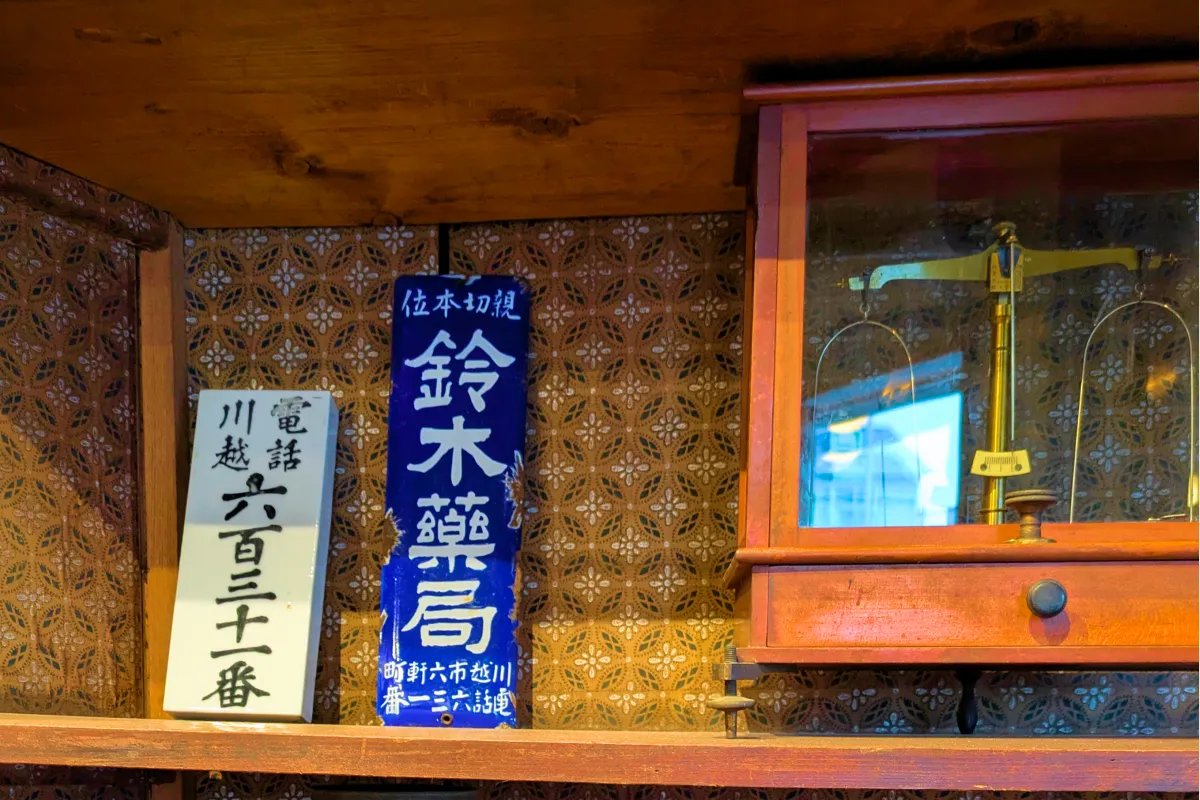 電話
川越
六百三十一番
親切本位
鈴木藥局
川越市六軒町
電話六三一番